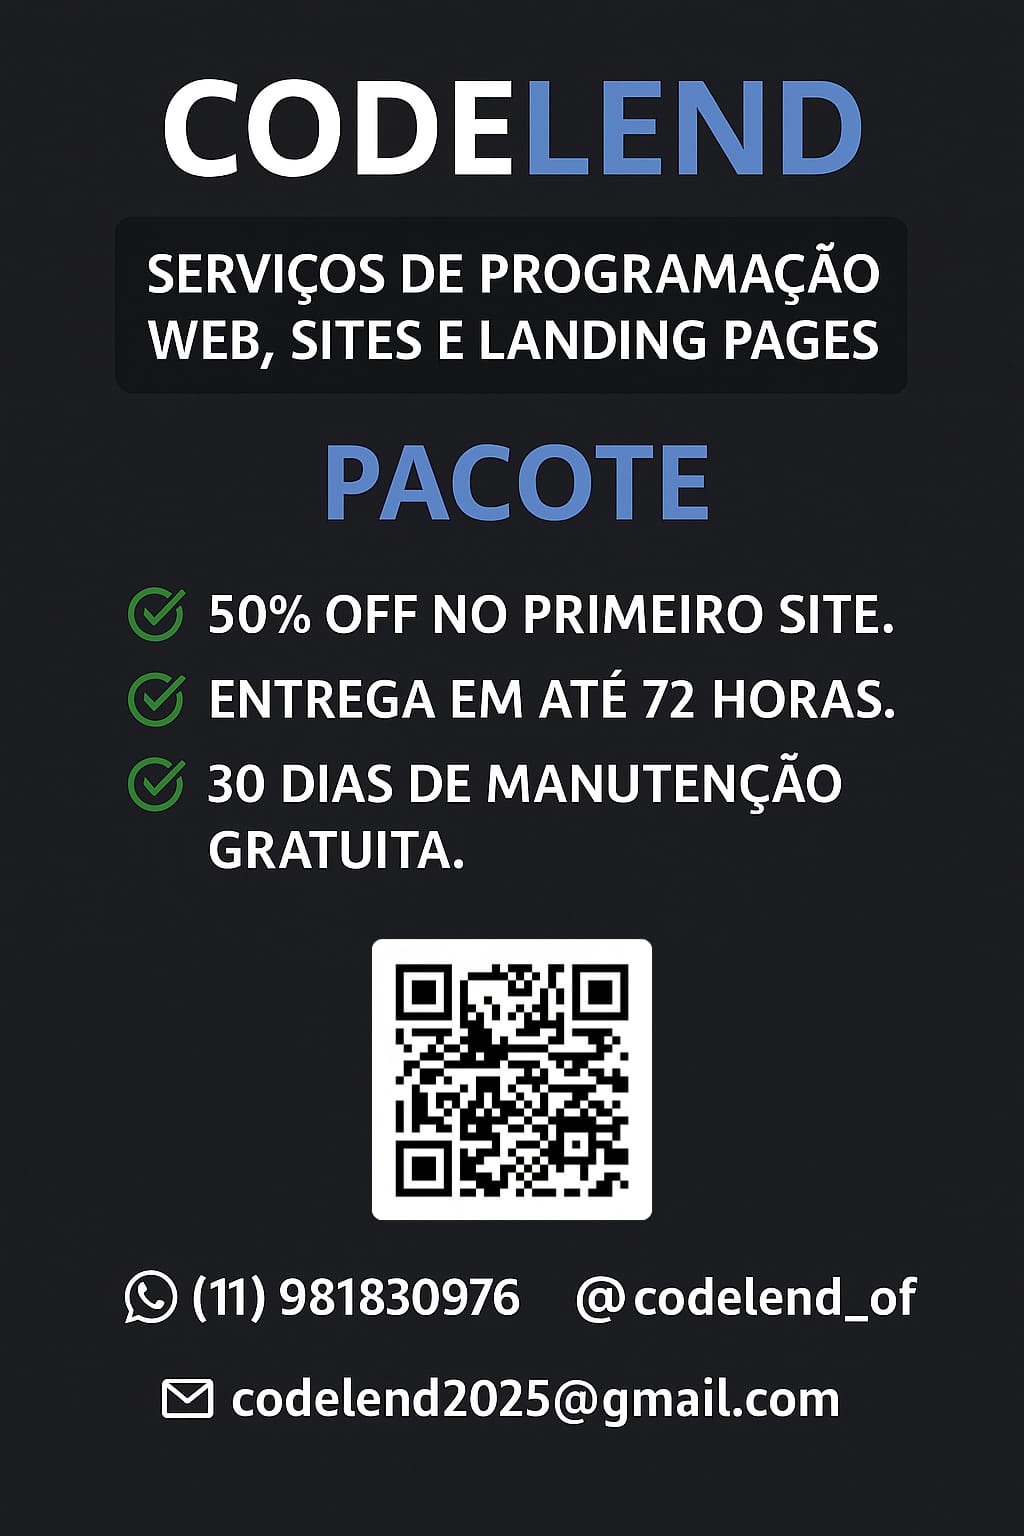 CODELEND
SERVIÇOS DE PROGRAMAÇÃO
WEB, SITES E LANDING PAGES
PACOTE
50% OFF NO PRIMEIRO SITE.
ENTREGA EM ATÉ 72 HORAS.
30 DIAS DE MANUTENÇÃO
GRATUITA.
(11) 981830976 @codelend_of
codelend2025@gmail.com